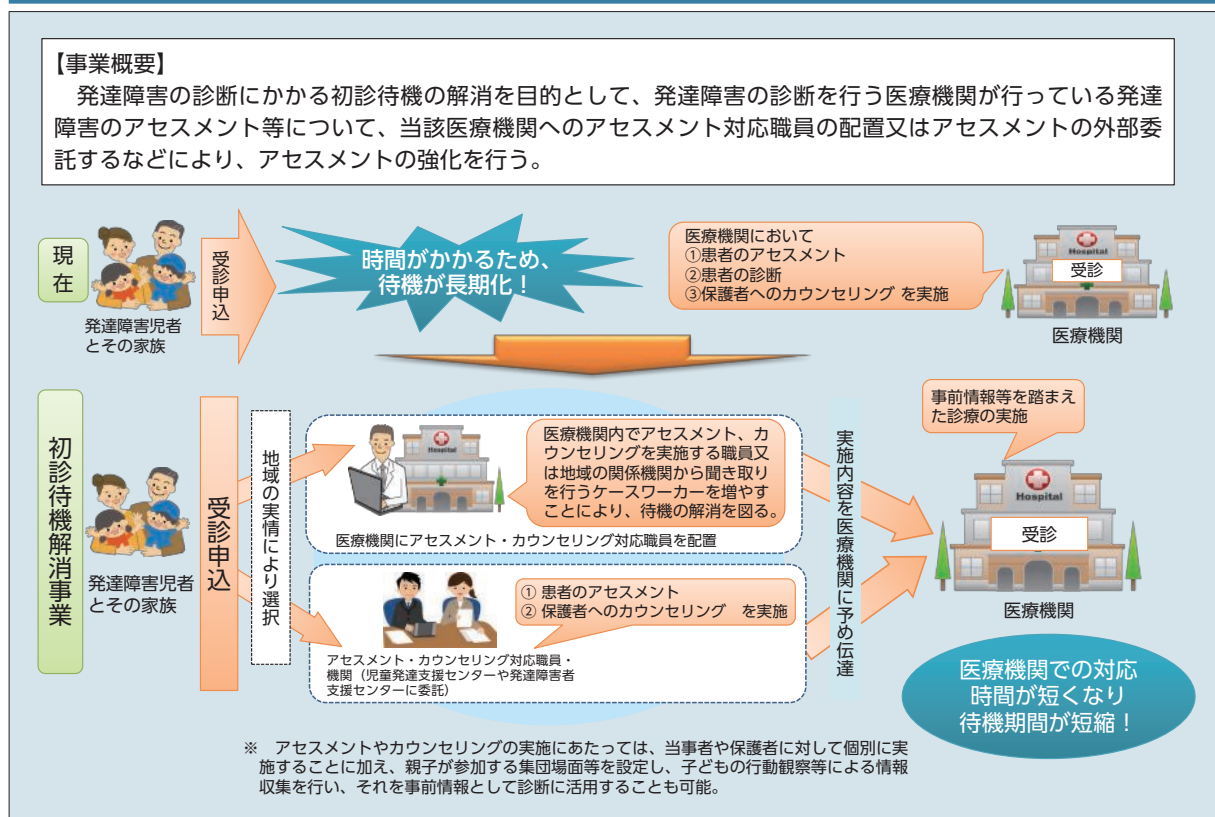 【事業概要】
発達障害の診断にかかる初診待機の解消を目的として、発達障害の診断を行う医療機関が行っている発達
障害のアセスメント等について、当該医療機関へのアセスメント対応職員の配置又はアセスメントの外部委
託するなどにより、アセスメントの強化を行う。
現在
発達障害児者
とその家族
受診申込
時間がかかるため、
待機が長期化！
医療機関において
①患者のアセスメント
②患者の診断
③保護者へのカウンセリング を実施
Hospital
受診
医療機関
初診待機解消事業
発達障害児者
とその家族
受診申込
地域の実情により選択
Hospital
医療機関内でアセスメント、カ
ウンセリングを実施する職員又
は地域の関係機関から聞き取り
を行うケースワーカーを増やす
ことにより、待機の解消を図る。
医療機関にアセスメント・カウンセリング対応職員を配置
① 患者のアセスメント
② 保護者へのカウンセリング　を実施
アセスメント・カウンセリング対応職員・
機関（児童発達支援センターや発達障害者
支援センターに委託）
実施内容を医療機関に予め伝達
事前情報等を踏まえ
た診療の実施
Hospital
受診
医療機関
医療機関での対応
時間が短くなり
待機期間が短縮！
※　アセスメントやカウンセリングの実施にあたっては、当事者や保護者に対して個別に実
施することに加え、親子が参加する集団場面等を設定し、子どもの行動観察等による情報
収集を行い、それを事前情報として診断に活用することも可能。